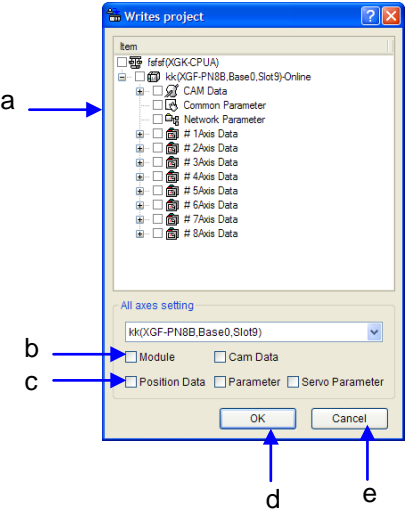 Writes project
Item
fsfsf(XGK-CPUA)
kk(XGF-PN8B,Base0,Slot9)-Online
a
CAM Data
Common Parameter
Network Parameter
# 1Axis Data
# 2Axis Data
# 3Axis Data
# 4Axis Data
# 5Axis Data
# 6Axis Data
# 7Axis Data
# 8Axis Data
All axes setting
kk(XGF-PN8B,Base0,Slot9)
b Module Cam Data
c Position Data Parameter Servo Parameter
OK Cancel
d e